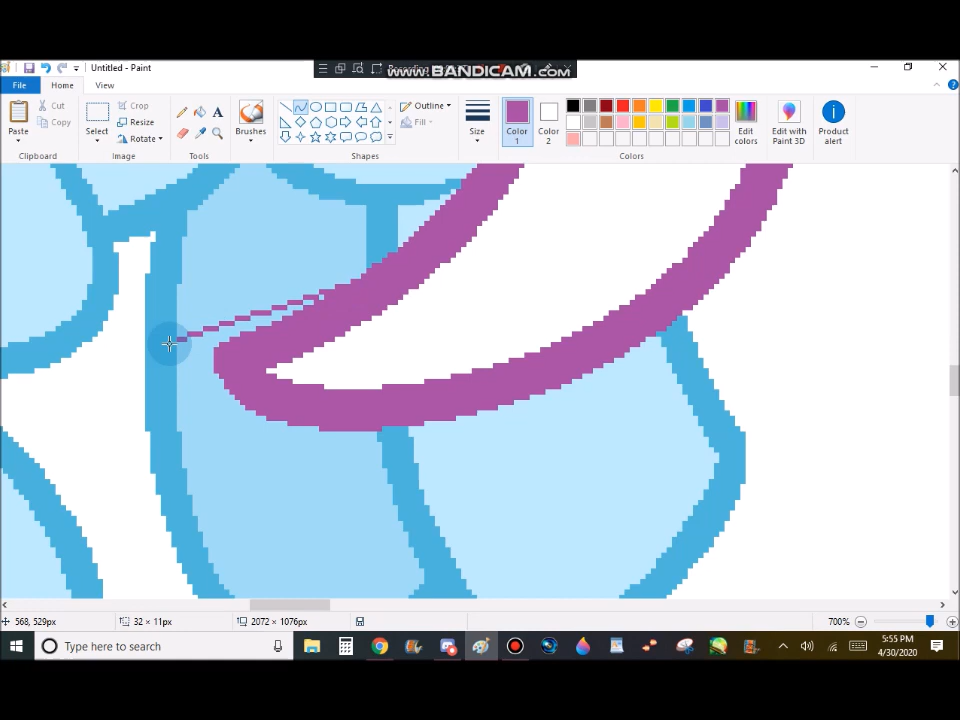 Untitled - Paint
www.BANDICAM.com
File
Home
View
Paste
Cut
Copy
Clipboard
Select
Crop
Resize
Rotate
Image
A
Tools
Brushes
Shapes
Outline
Fill
Size
Color 1
Color 2
Edit colors
Colors
Edit with Paint 3D
Product alert
568, 529px
32 × 11px
2072 × 1076px
700%
Type here to search
5:55 PM
4/30/2020